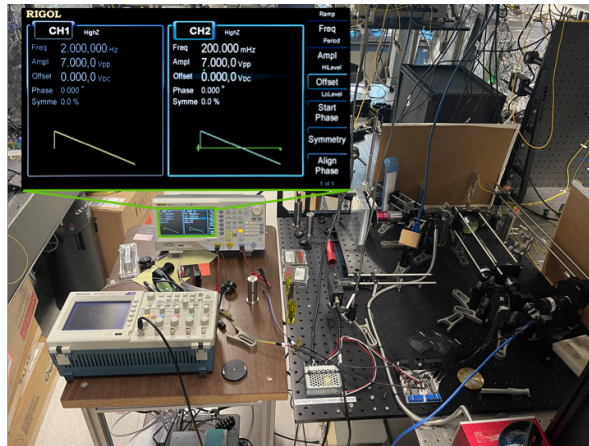 RIGOL
CH1 HighZ
Freq 2.000,000 Hz
Ampl 7.000,0 Vpp
Offset 0.000,0 VDC
Phase 0.000 °
Symme 0.0 %
CH2 HighZ
Freq 200.000 mHz
Ampl 7.000,0 Vpp
Offset 0.000,0 VDC
Phase 0.000 °
Symme 0.0 %
Ramp
Freq
Period
Ampl
HiLevel
Offset
LoLevel
Start
Phase
Symmetry
Align
Phase
1 of 1